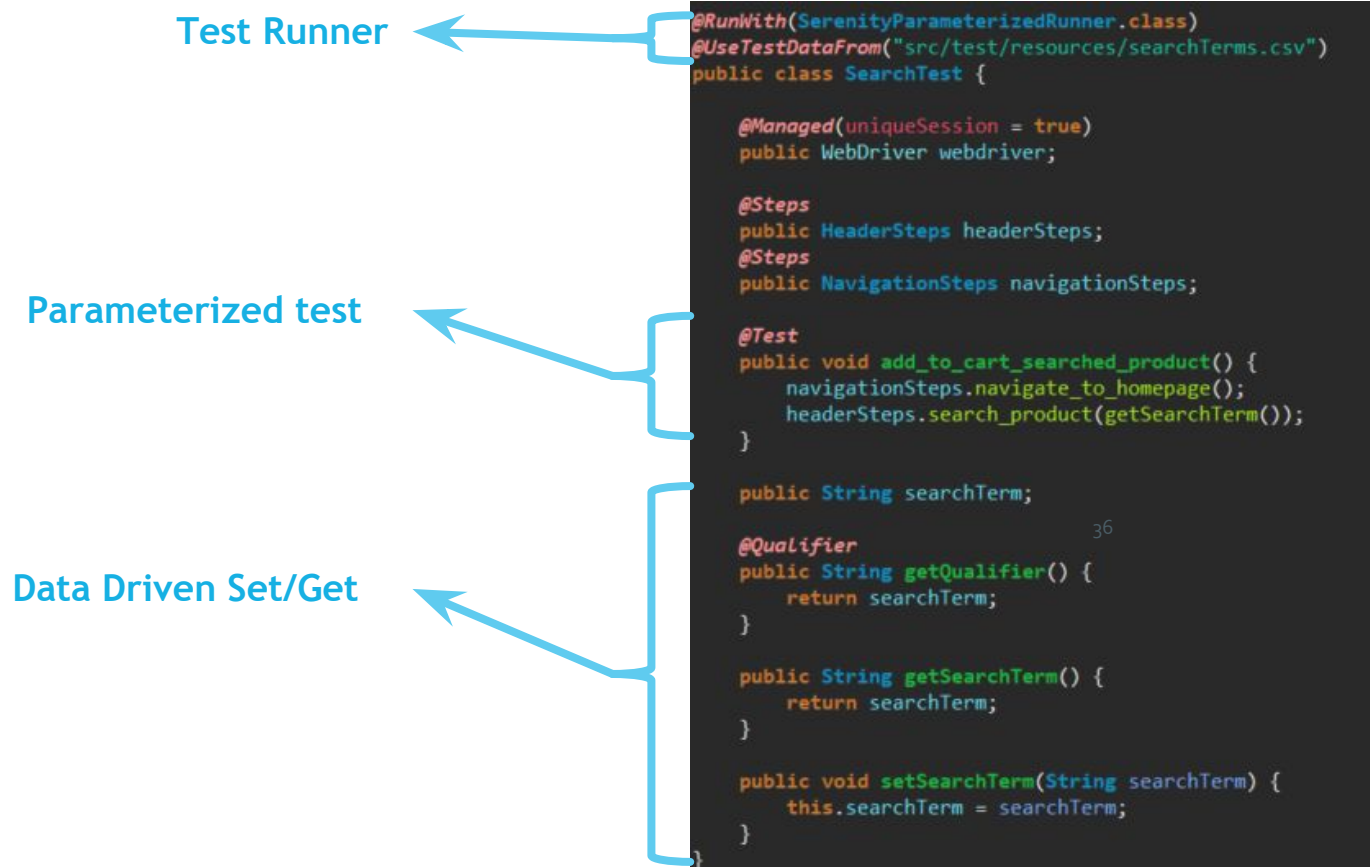 Test Runner
Parameterized test
Data Driven Set/Get
@RunWith(SerenityParameterizedRunner.class)
@UseTestDataFrom("src/test/resources/searchTerms.csv")
public class SearchTest {
@Managed(uniqueSession = true)
public WebDriver webdriver;
@Steps
public HeaderSteps headerSteps;
@Steps
public NavigationSteps navigationSteps;
@Test
public void add_to_cart_searched_product() {
navigationSteps.navigate_to_homepage();
headerSteps.search_product(getSearchTerm());
}
public String searchTerm;
36
@Qualifier
public String getQualifier() {
return searchTerm;
}
public String getSearchTerm() {
return searchTerm;
}
public void setSearchTerm(String searchTerm) {
this.searchTerm = searchTerm;
}
}